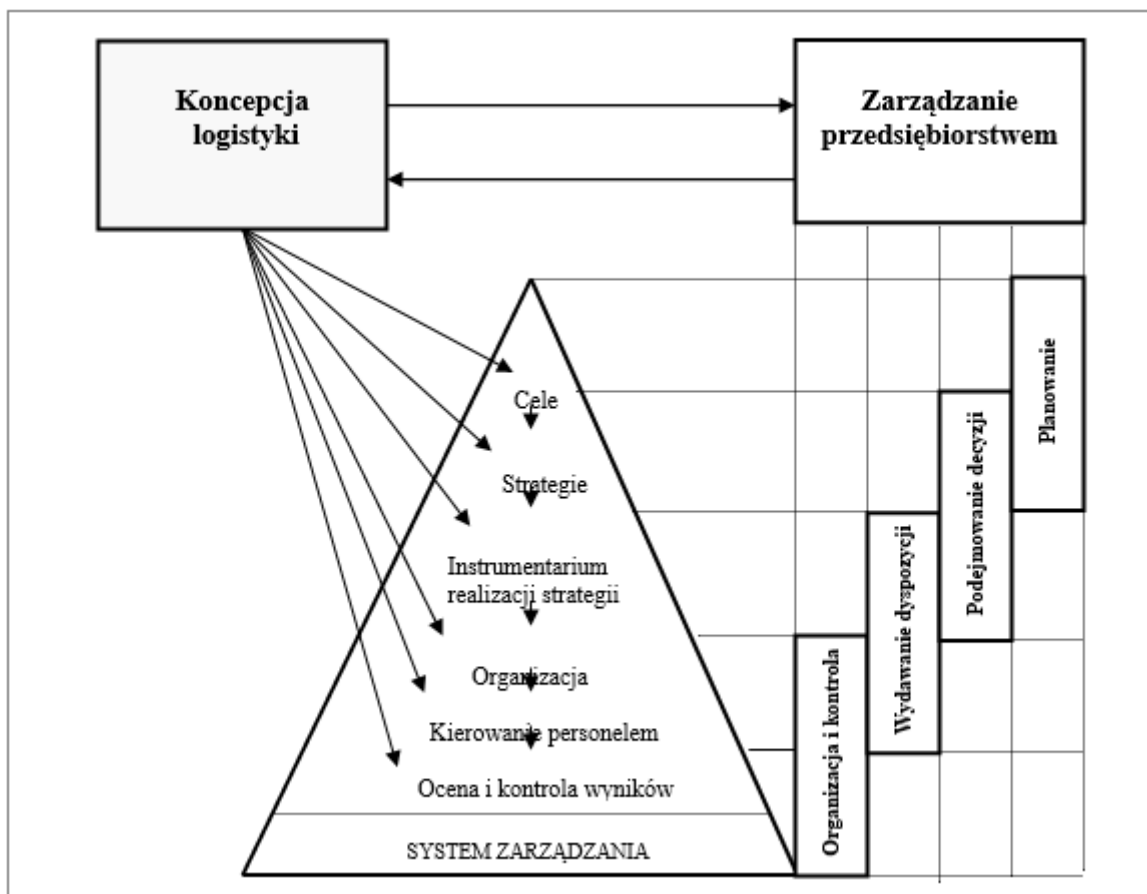 Koncepcja
logistyki
Zarządzanie
przedsiębiorstwem
Cele
Strategie
Instrumentarium
realizacji strategii
Organizacja
Kierowanie personelem
Ocena i kontrola wyników
SYSTEM ZARZĄDZANIA
Organizacja i kontrola
Wydawanie dyspozycji
Podejmowanie decyzji
Planowanie